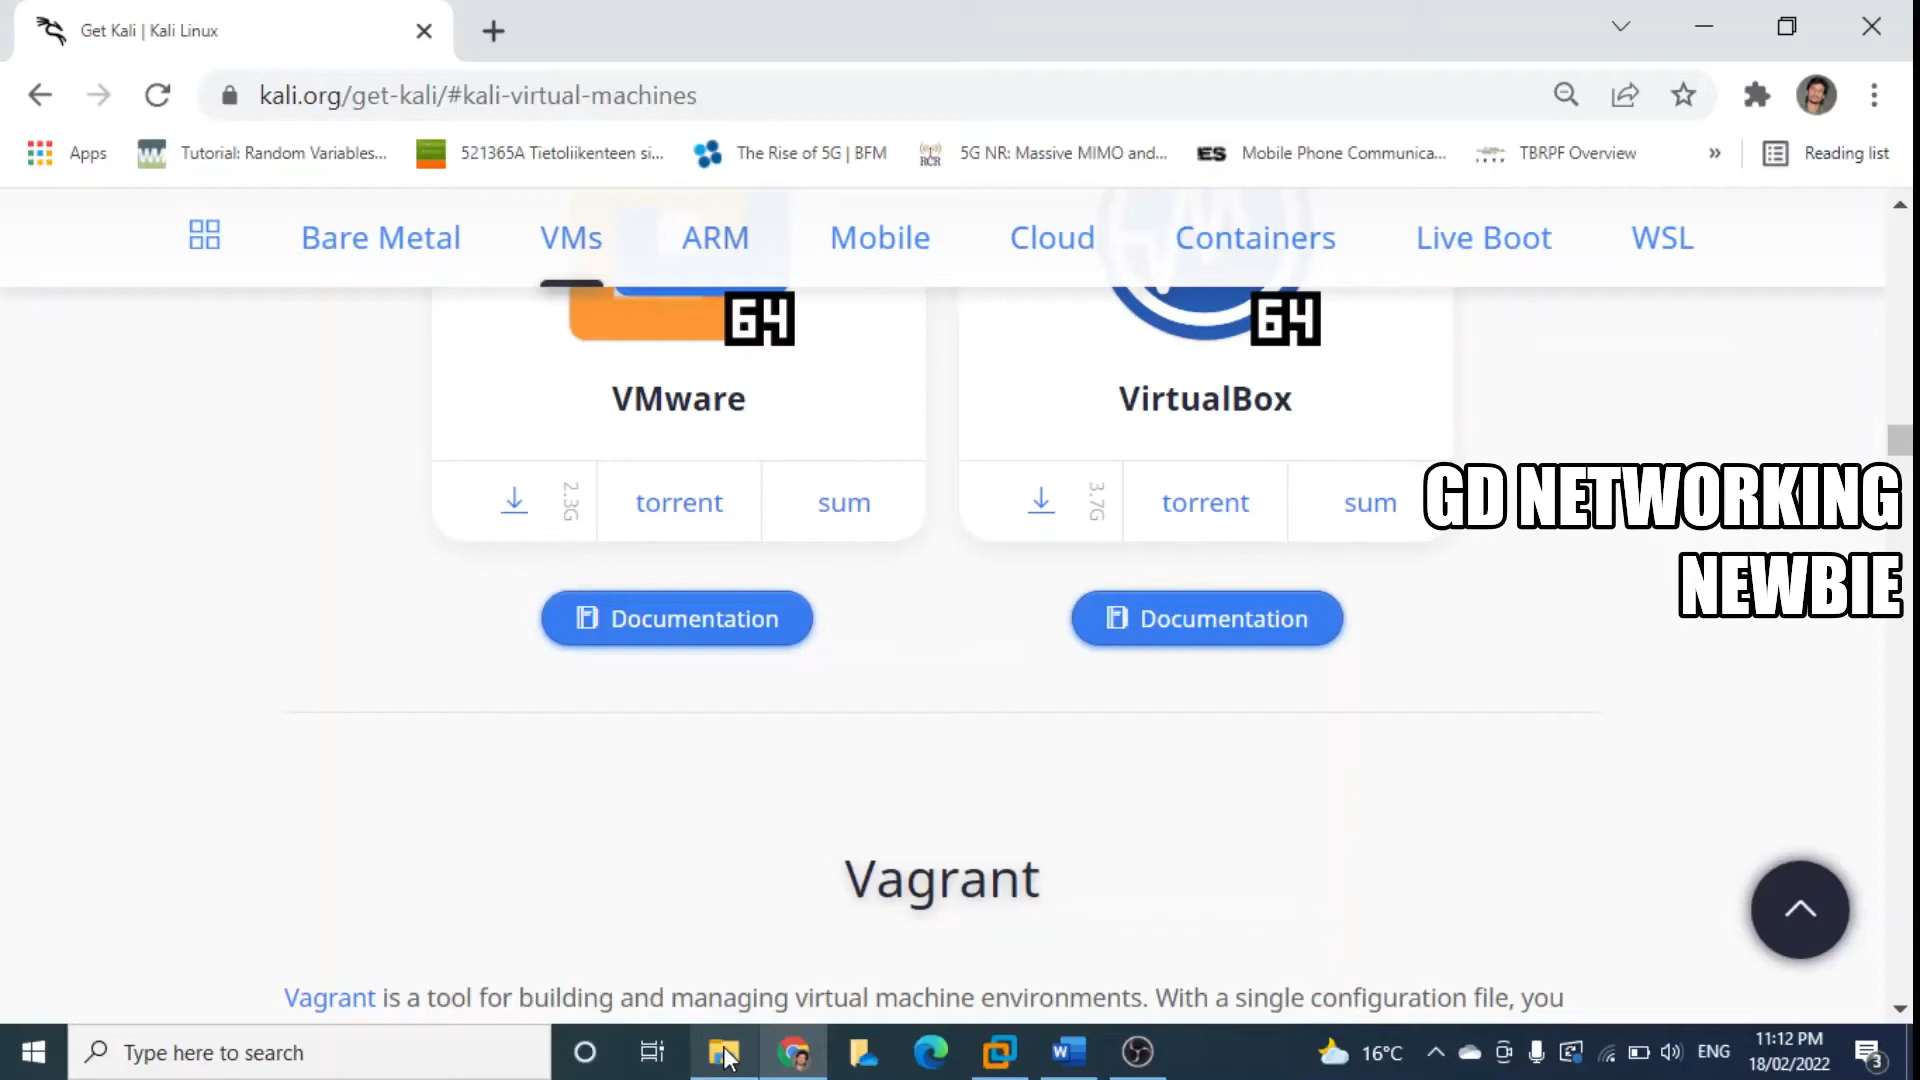 Get Kali | Kali Linux
kali.org/get-kali/#kali-virtual-machines
Apps
Tutorial: Random Variables...
521365A Tietoliikenteen si...
The Rise of 5G | BFM
RCR
5G NR: Massive MIMO and...
ES
Mobile Phone Communica...
TBRPF Overview
»
Reading list
Bare Metal
VMs
ARM
Mobile
Cloud
Containers
Live Boot
WSL
64
64
VMware
VirtualBox
2.3G
torrent
sum
3.7G
torrent
sum
GD NETWORKING
NEWBIE
Documentation
Documentation
Vagrant
Vagrant is a tool for building and managing virtual machine environments. With a single configuration file, you
Type here to search
16°C
ENG
11:12 PM
18/02/2022
3